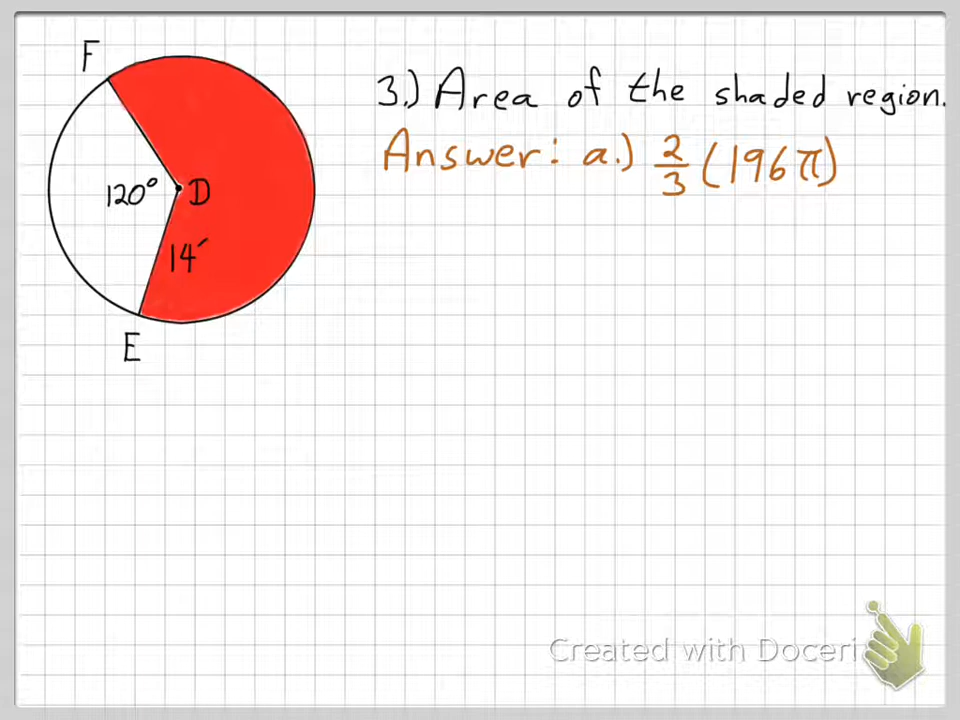 F
3.) Area of the shaded region.
Answer: a.) 2/3 (196π)
120° D
14'
E
Created with Doceri